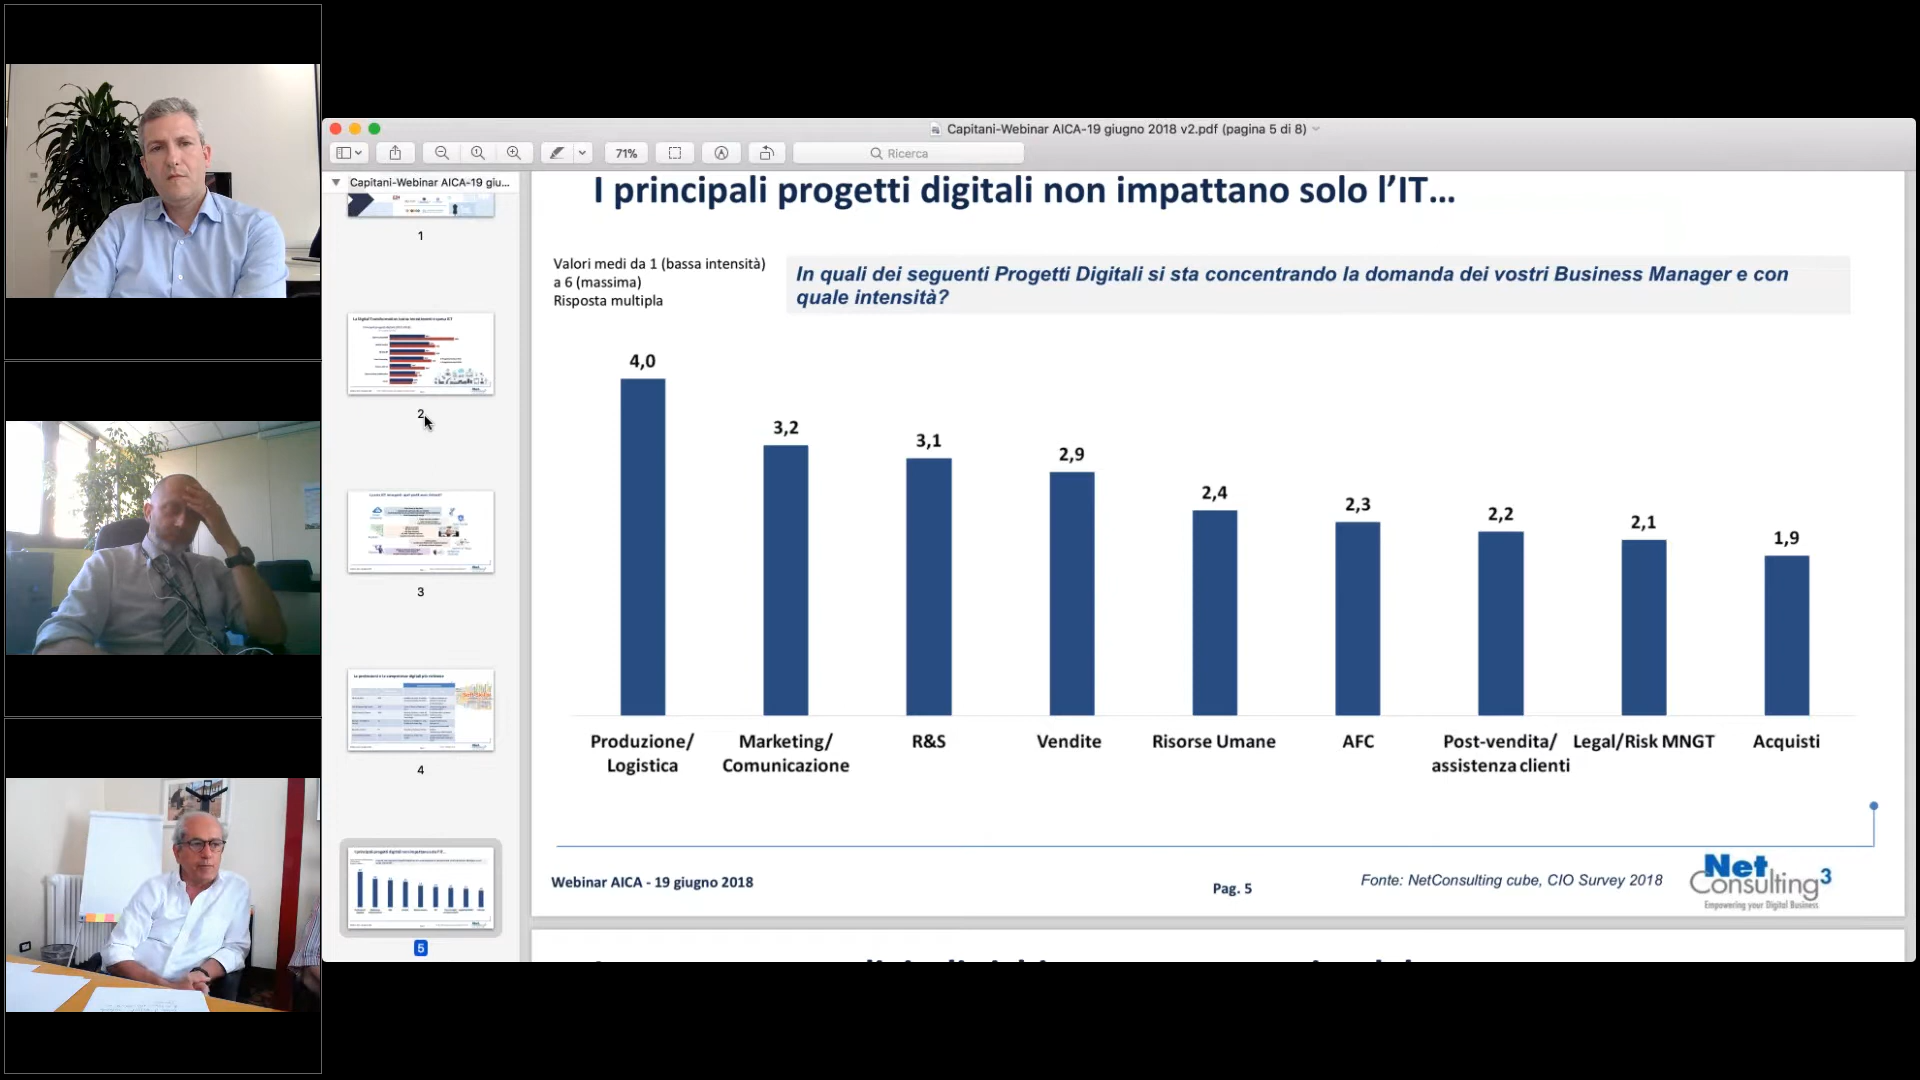 Capitani-Webinar AICA-19 giugno 2018 v2.pdf (pagina 5 di 8)
71%
Ricerca
Capitani-Webinar AICA-19 giu...
1
2
3
4
5
I principali progetti digitali non impattano solo l’IT...
Valori medi da 1 (bassa intensità)
a 6 (massima)
Risposta multipla
In quali dei seguenti Progetti Digitali si sta concentrando la domanda dei vostri Business Manager e con
quale intensità?
4,0
3,2
3,1
2,9
2,4
2,3
2,2
2,1
1,9
Produzione/
Logistica
Marketing/
Comunicazione
R&S
Vendite
Risorse Umane
AFC
Post-vendita/
assistenza clienti
Legal/Risk MNGT
Acquisti
Webinar AICA - 19 giugno 2018
Pag. 5
Fonte: NetConsulting cube, CIO Survey 2018
Net
Consulting3
Empowering your Digital Business